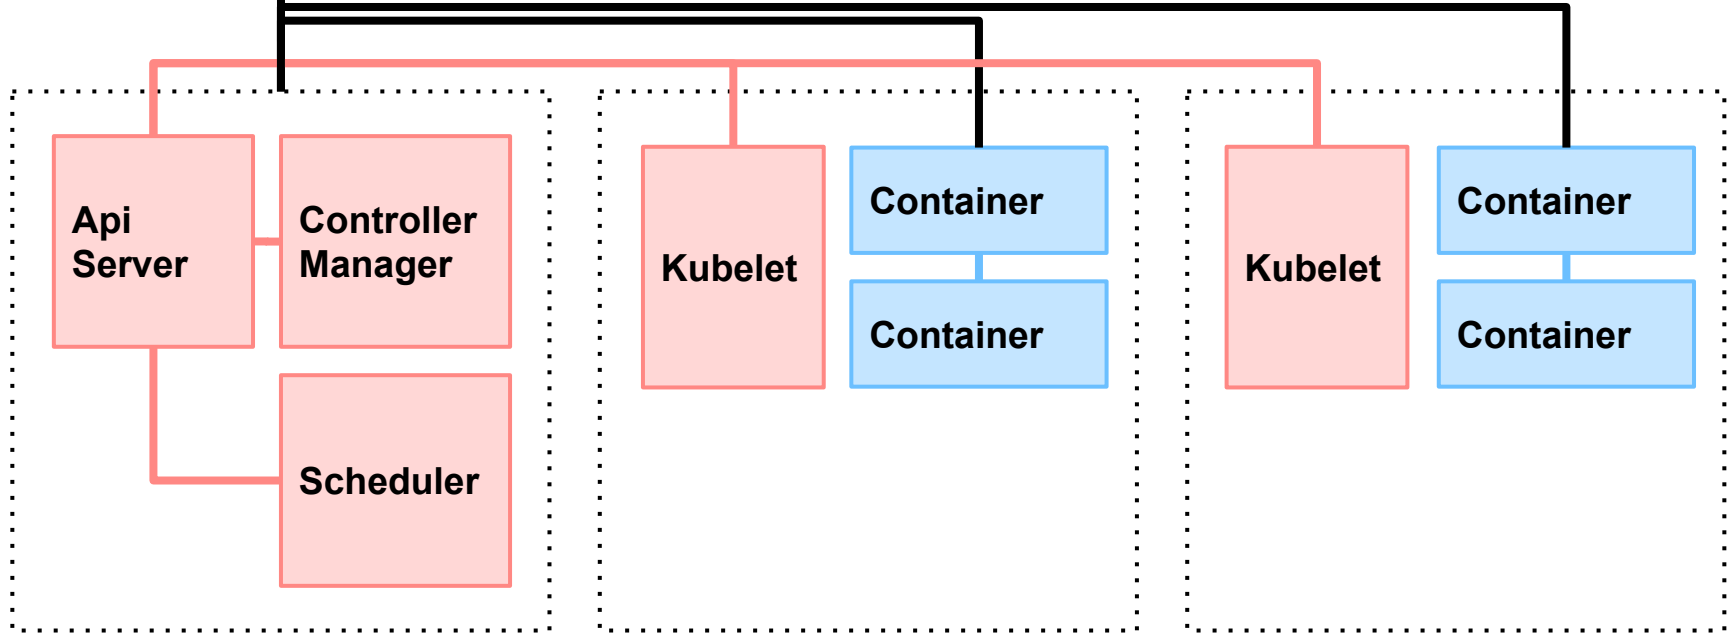 Api
Server
Controller
Manager
Scheduler
Kubelet
Container
Container
Kubelet
Container
Container